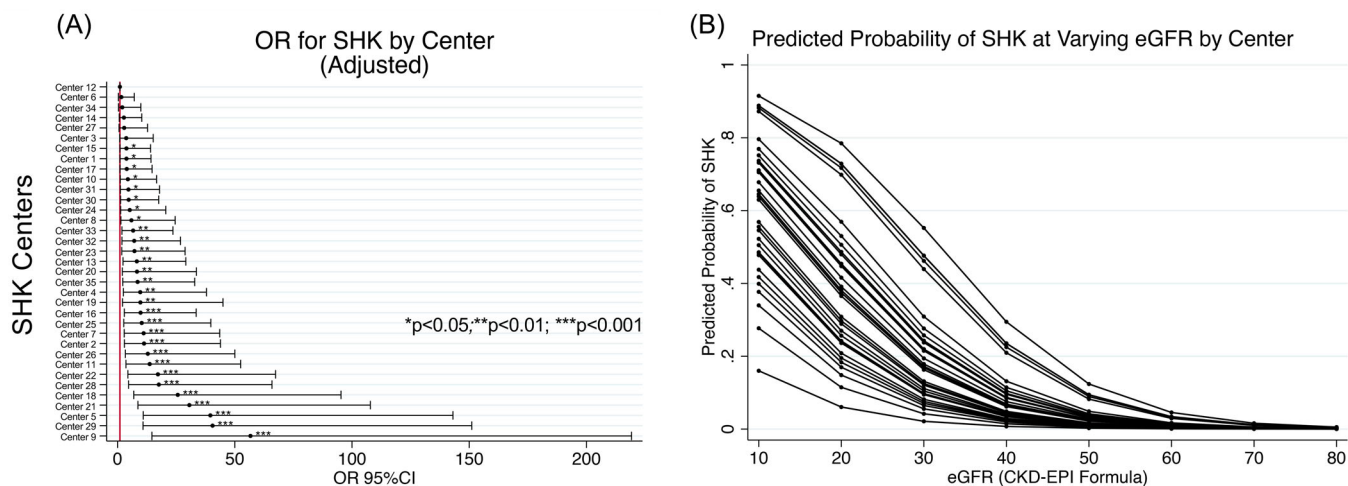 (A)
OR for SHK by Center
(Adjusted)
SHK Centers
Center 12
Center 6
Center 34
Center 14
Center 27
Center 3
Center 15 *
Center 1 *
Center 17 *
Center 10 *
Center 31 *
Center 30 *
Center 24 *
Center 8 *
Center 33 **
Center 32 **
Center 23 **
Center 13 **
Center 20 **
Center 35 **
Center 4 **
Center 19 **
Center 16 ***
Center 25 ***
Center 7 ***
Center 2 ***
Center 26 ***
Center 11 ***
Center 22 ***
Center 28 ***
Center 18 ***
Center 21 ***
Center 5 ***
Center 29 ***
Center 9 ***
*p<0.05;**p<0.01; ***p<0.001
0 50 100 150 200
OR 95%CI
(B)
Predicted Probability of SHK at Varying eGFR by Center
Predicted Probability of SHK
1
.8
.6
.4
.2
0
10 20 30 40 50 60 70 80
eGFR (CKD-EPI Formula)